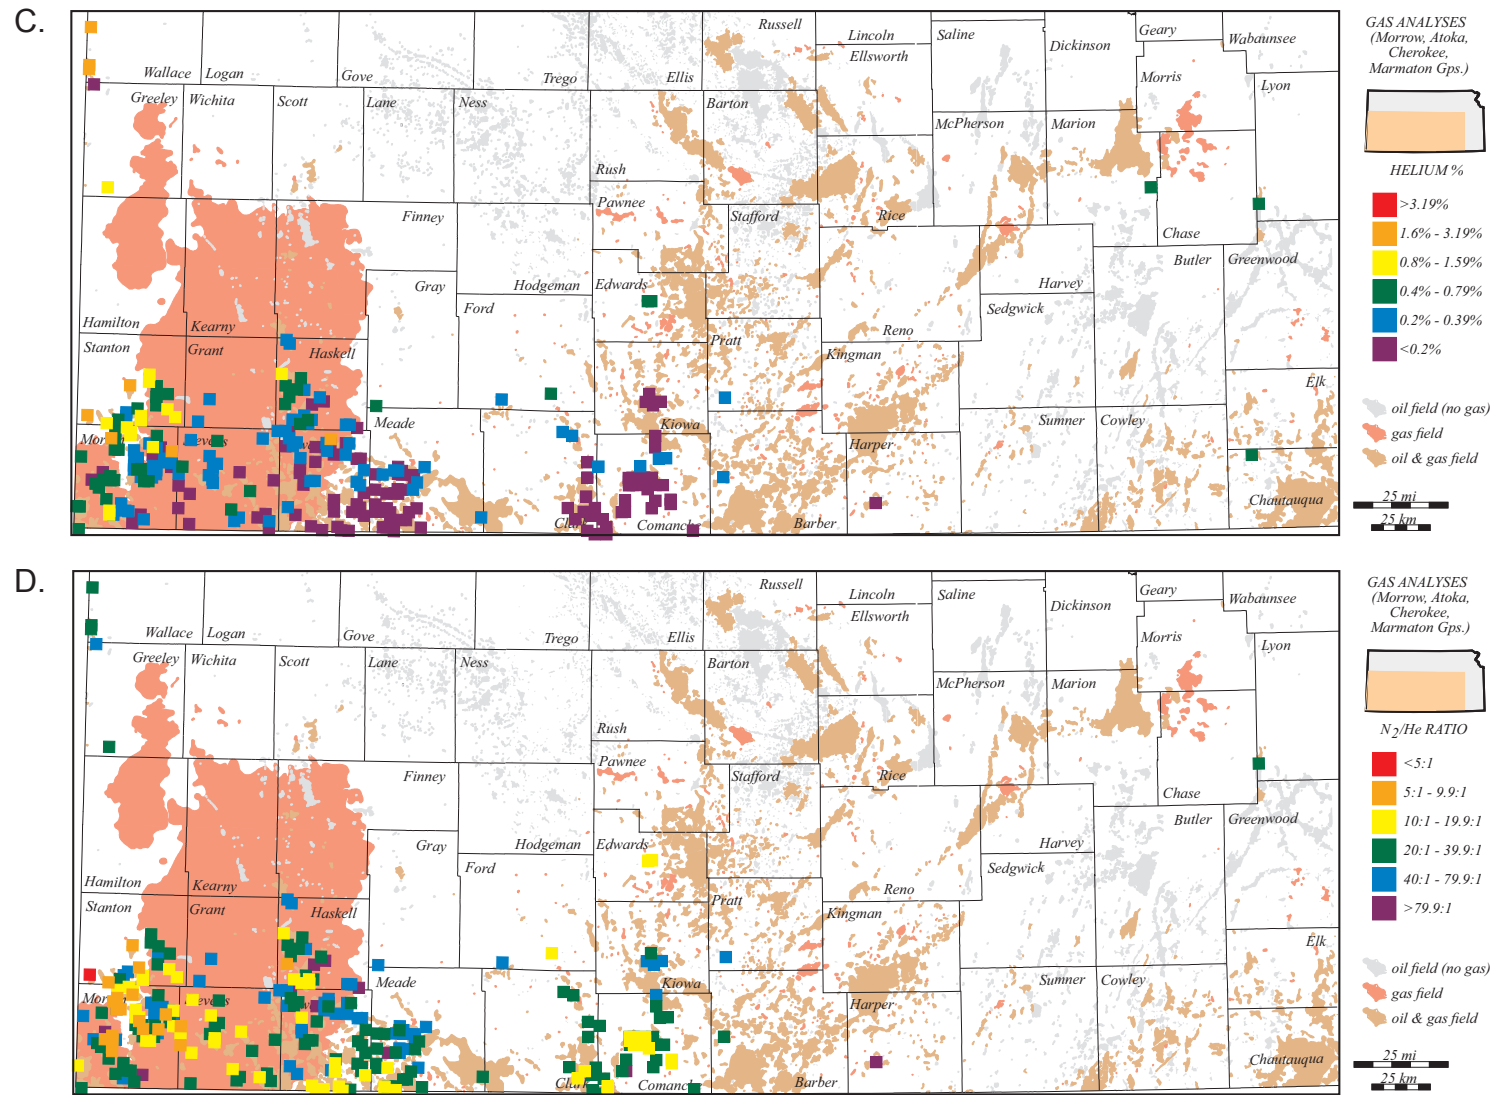 C.
Russell
Lincoln
Saline
Geary
Wabaunsee
Dickinson
Ellsworth
Wallace
Logan
Gove
Trego
Ellis
Morris
Lyon
Greeley
Wichita
Scott
Lane
Ness
Barton
McPherson
Marion
Rush
Pawnee
Finney
Stafford
Rice
Chase
Butler
Greenwood
Hodgeman
Edwards
Gray
Ford
Harvey
Sedgwick
Hamilton
Kearny
Reno
Stanton
Grant
Haskell
Pratt
Kingman
Elk
Meade
Kiowa
Sumner
Cowley
Harper
Chautauqua
Barber
GAS ANALYSES
(Morrow, Atoka,
Cherokee,
Marmaton Gps.)
HELIUM %
>3.19%
1.6% - 3.19%
0.8% - 1.59%
0.4% - 0.79%
0.2% - 0.39%
<0.2%
oil field (no gas)
gas field
oil & gas field
25 mi
25 km
D.
Russell
Lincoln
Saline
Geary
Wabaunsee
Dickinson
Ellsworth
Wallace
Logan
Gove
Trego
Ellis
Morris
Lyon
Greeley
Wichita
Scott
Lane
Ness
Barton
McPherson
Marion
Rush
Pawnee
Finney
Stafford
Rice
Chase
Butler
Greenwood
Hodgeman
Edwards
Gray
Ford
Harvey
Sedgwick
Hamilton
Kearny
Reno
Stanton
Grant
Haskell
Pratt
Kingman
Elk
Meade
Kiowa
Sumner
Cowley
Harper
Chautauqua
Barber
GAS ANALYSES
(Morrow, Atoka,
Cherokee,
Marmaton Gps.)
N2/He RATIO
<5:1
5:1 - 9.9:1
10:1 - 19.9:1
20:1 - 39.9:1
40:1 - 79.9:1
>79.9:1
oil field (no gas)
gas field
oil & gas field
25 mi
25 km